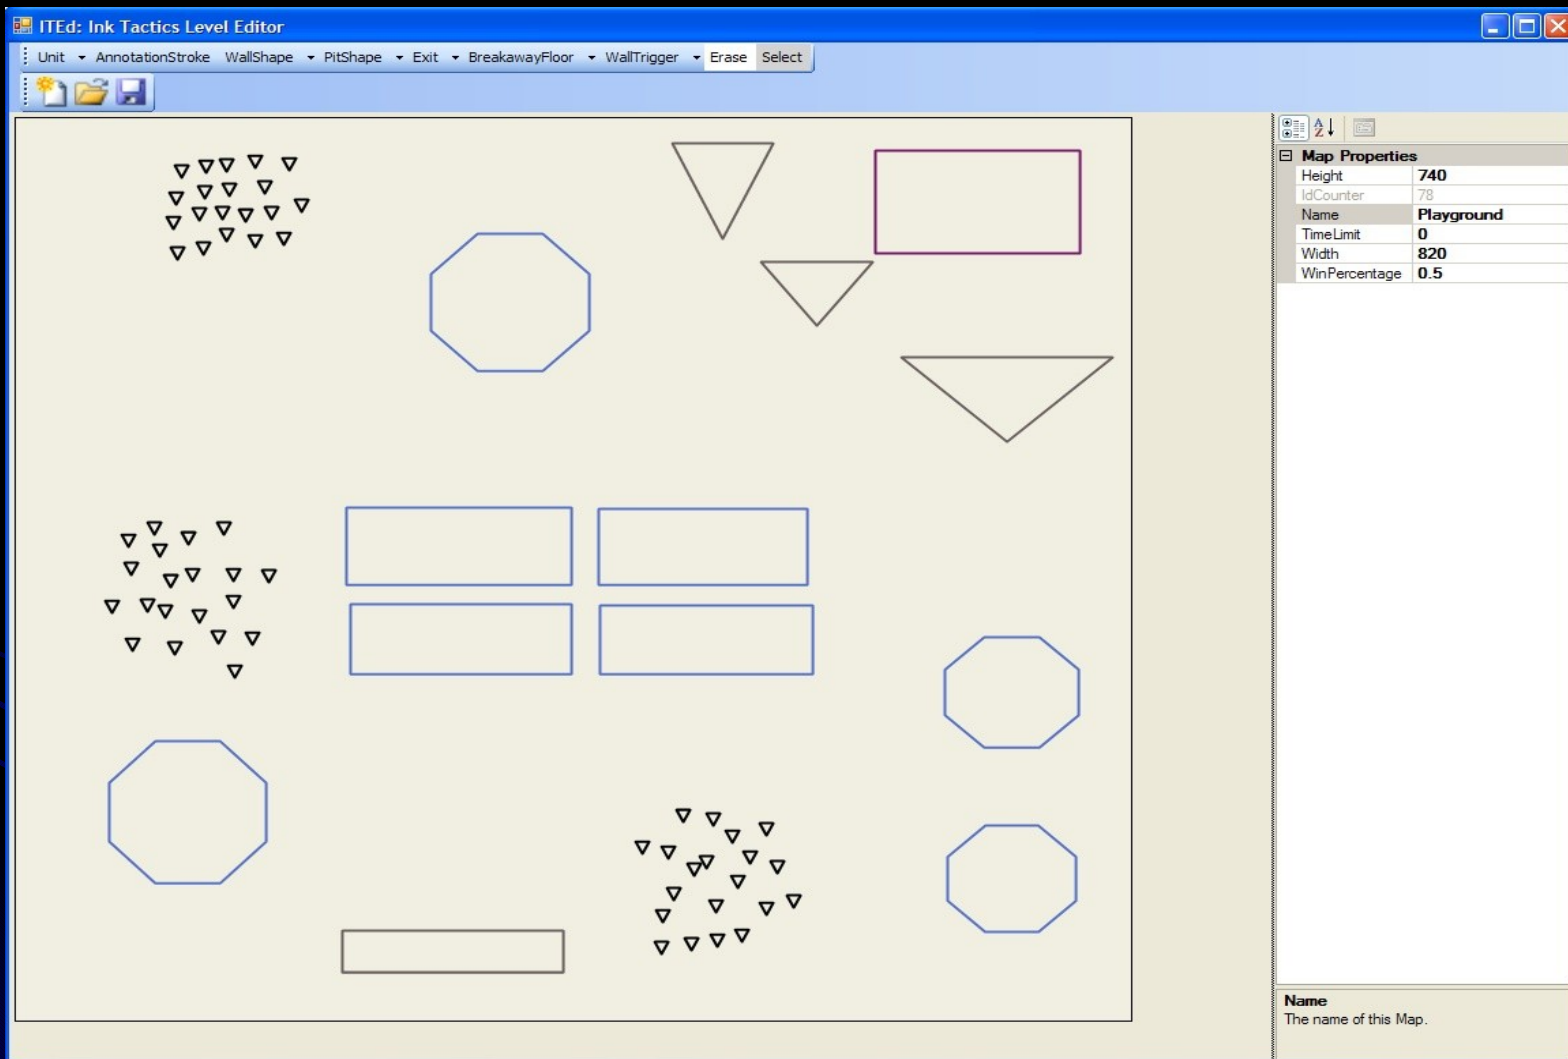 ITEd: Ink Tactics Level Editor
Unit AnnotationStroke WallShape PitShape Exit BreakawayFloor WallTrigger Erase Select
A
Z
Map Properties
Height 740
IdCounter 78
Name Playground
TimeLimit 0
Width 820
WinPercentage 0.5
Name
The name of this Map.